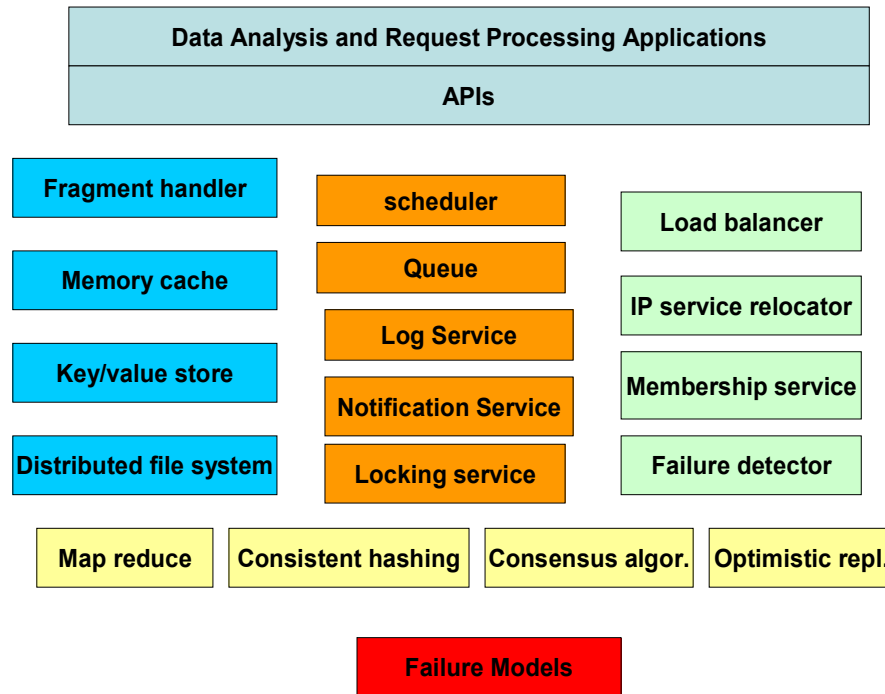 Data Analysis and Request Processing Applications
APIs
Fragment handler
Memory cache
Key/value store
Distributed file system
scheduler
Queue
Log Service
Notification Service
Locking service
Load balancer
IP service relocator
Membership service
Failure detector
Map reduce
Consistent hashing
Consensus algor.
Optimistic repl.
Failure Models